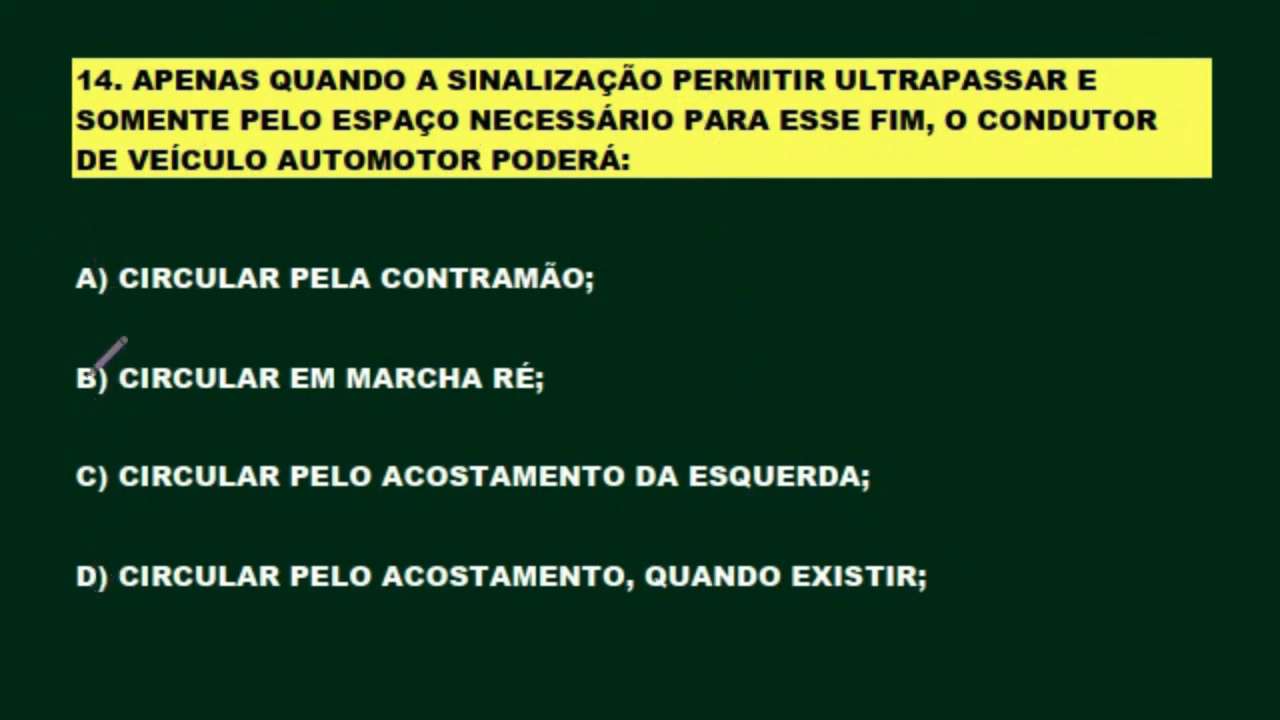 14. APENAS QUANDO A SINALIZAÇÃO PERMITIR ULTRAPASSAR E
SOMENTE PELO ESPAÇO NECESSÁRIO PARA ESSE FIM, O CONDUTOR
DE VEÍCULO AUTOMOTOR PODERÁ:
A) CIRCULAR PELA CONTRAMÃO;
B) CIRCULAR EM MARCHA RÉ;
C) CIRCULAR PELO ACOSTAMENTO DA ESQUERDA;
D) CIRCULAR PELO ACOSTAMENTO, QUANDO EXISTIR;